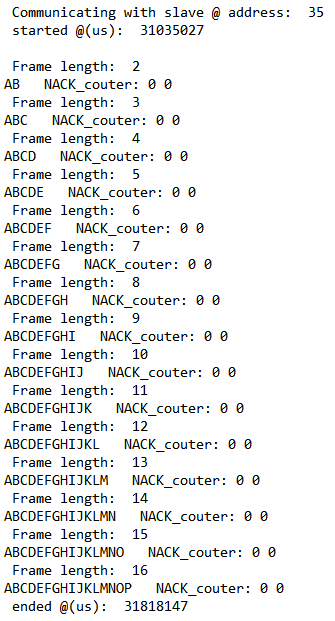 Communicating with slave @ address:  35
started @(us):  31035027
Frame length:  2
AB   NACK_couter: 0 0
Frame length:  3
ABC   NACK_couter: 0 0
Frame length:  4
ABCD   NACK_couter: 0 0
Frame length:  5
ABCDE   NACK_couter: 0 0
Frame length:  6
ABCDEF   NACK_couter: 0 0
Frame length:  7
ABCDEFG   NACK_couter: 0 0
Frame length:  8
ABCDEFGH   NACK_couter: 0 0
Frame length:  9
ABCDEFGHI   NACK_couter: 0 0
Frame length:  10
ABCDEFGHIJ   NACK_couter: 0 0
Frame length:  11
ABCDEFGHIJK   NACK_couter: 0 0
Frame length:  12
ABCDEFGHIJKL   NACK_couter: 0 0
Frame length:  13
ABCDEFGHIJKLM   NACK_couter: 0 0
Frame length:  14
ABCDEFGHIJKLMN   NACK_couter: 0 0
Frame length:  15
ABCDEFGHIJKLMNO   NACK_couter: 0 0
Frame length:  16
ABCDEFGHIJKLMNOP   NACK_couter: 0 0
ended @(us):  31818147